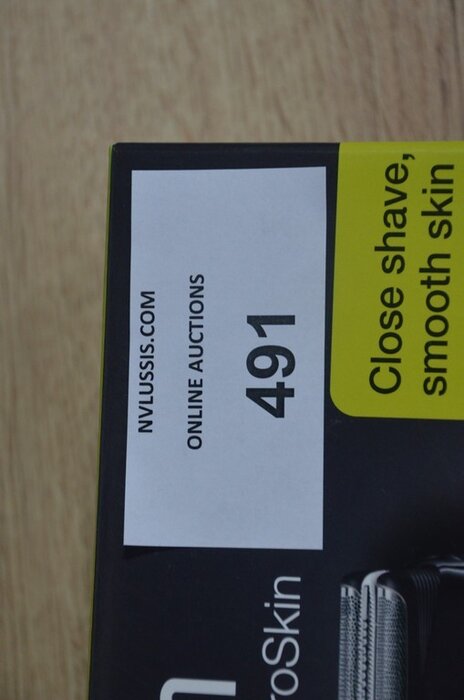 NVLUSSIS.COM
ONLINE AUCTIONS
491
Close shave,
smooth skin
roSkin
n